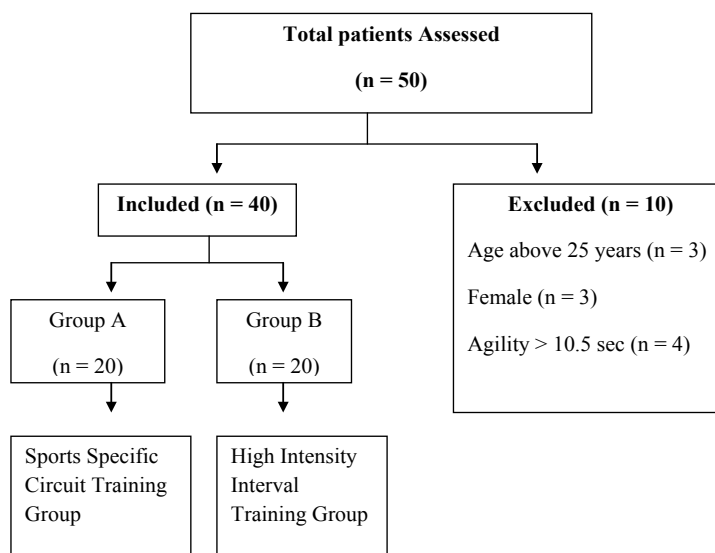 Total patients Assessed
(n = 50)
Included (n = 40)
Excluded (n = 10)
Age above 25 years (n = 3)
Female (n = 3)
Agility > 10.5 sec (n = 4)
Group A
(n = 20)
Group B
(n = 20)
Sports Specific
Circuit Training
Group
High Intensity
Interval
Training Group